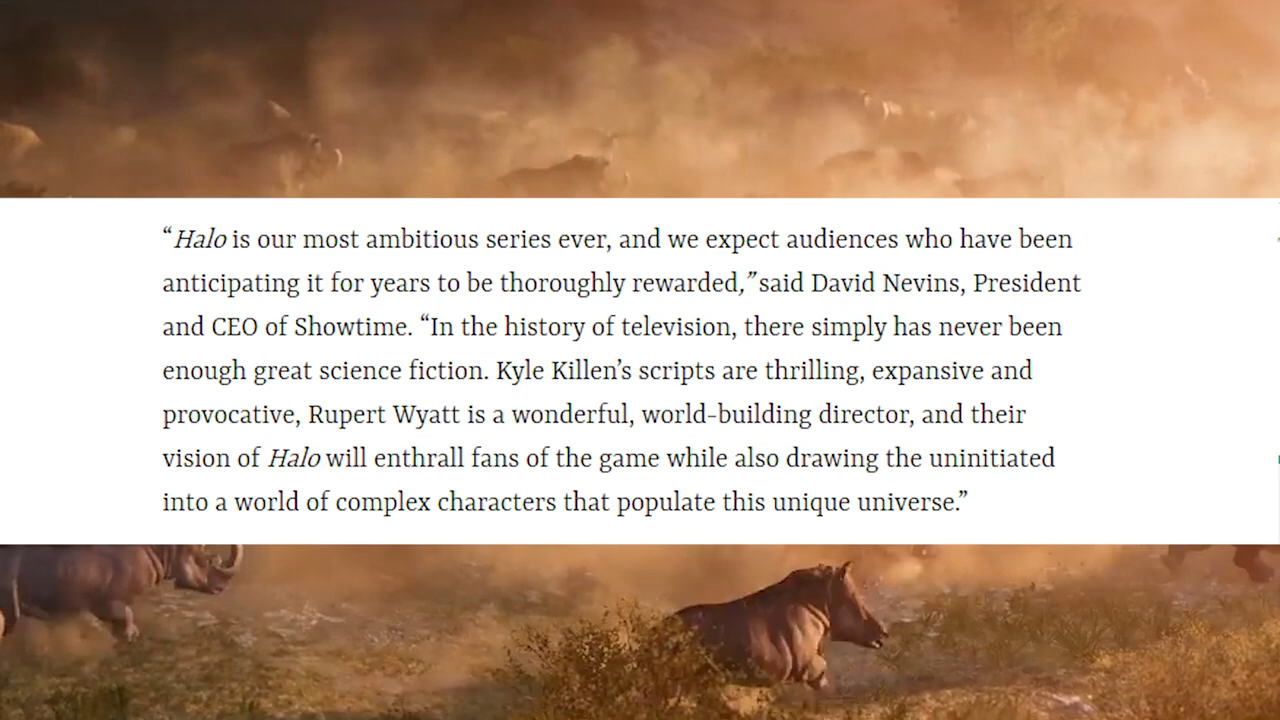 “Halo is our most ambitious series ever, and we expect audiences who have been
anticipating it for years to be thoroughly rewarded,” said David Nevins, President
and CEO of Showtime. “In the history of television, there simply has never been
enough great science fiction. Kyle Killen’s scripts are thrilling, expansive and
provocative, Rupert Wyatt is a wonderful, world-building director, and their
vision of Halo will enthrall fans of the game while also drawing the uninitiated
into a world of complex characters that populate this unique universe.”